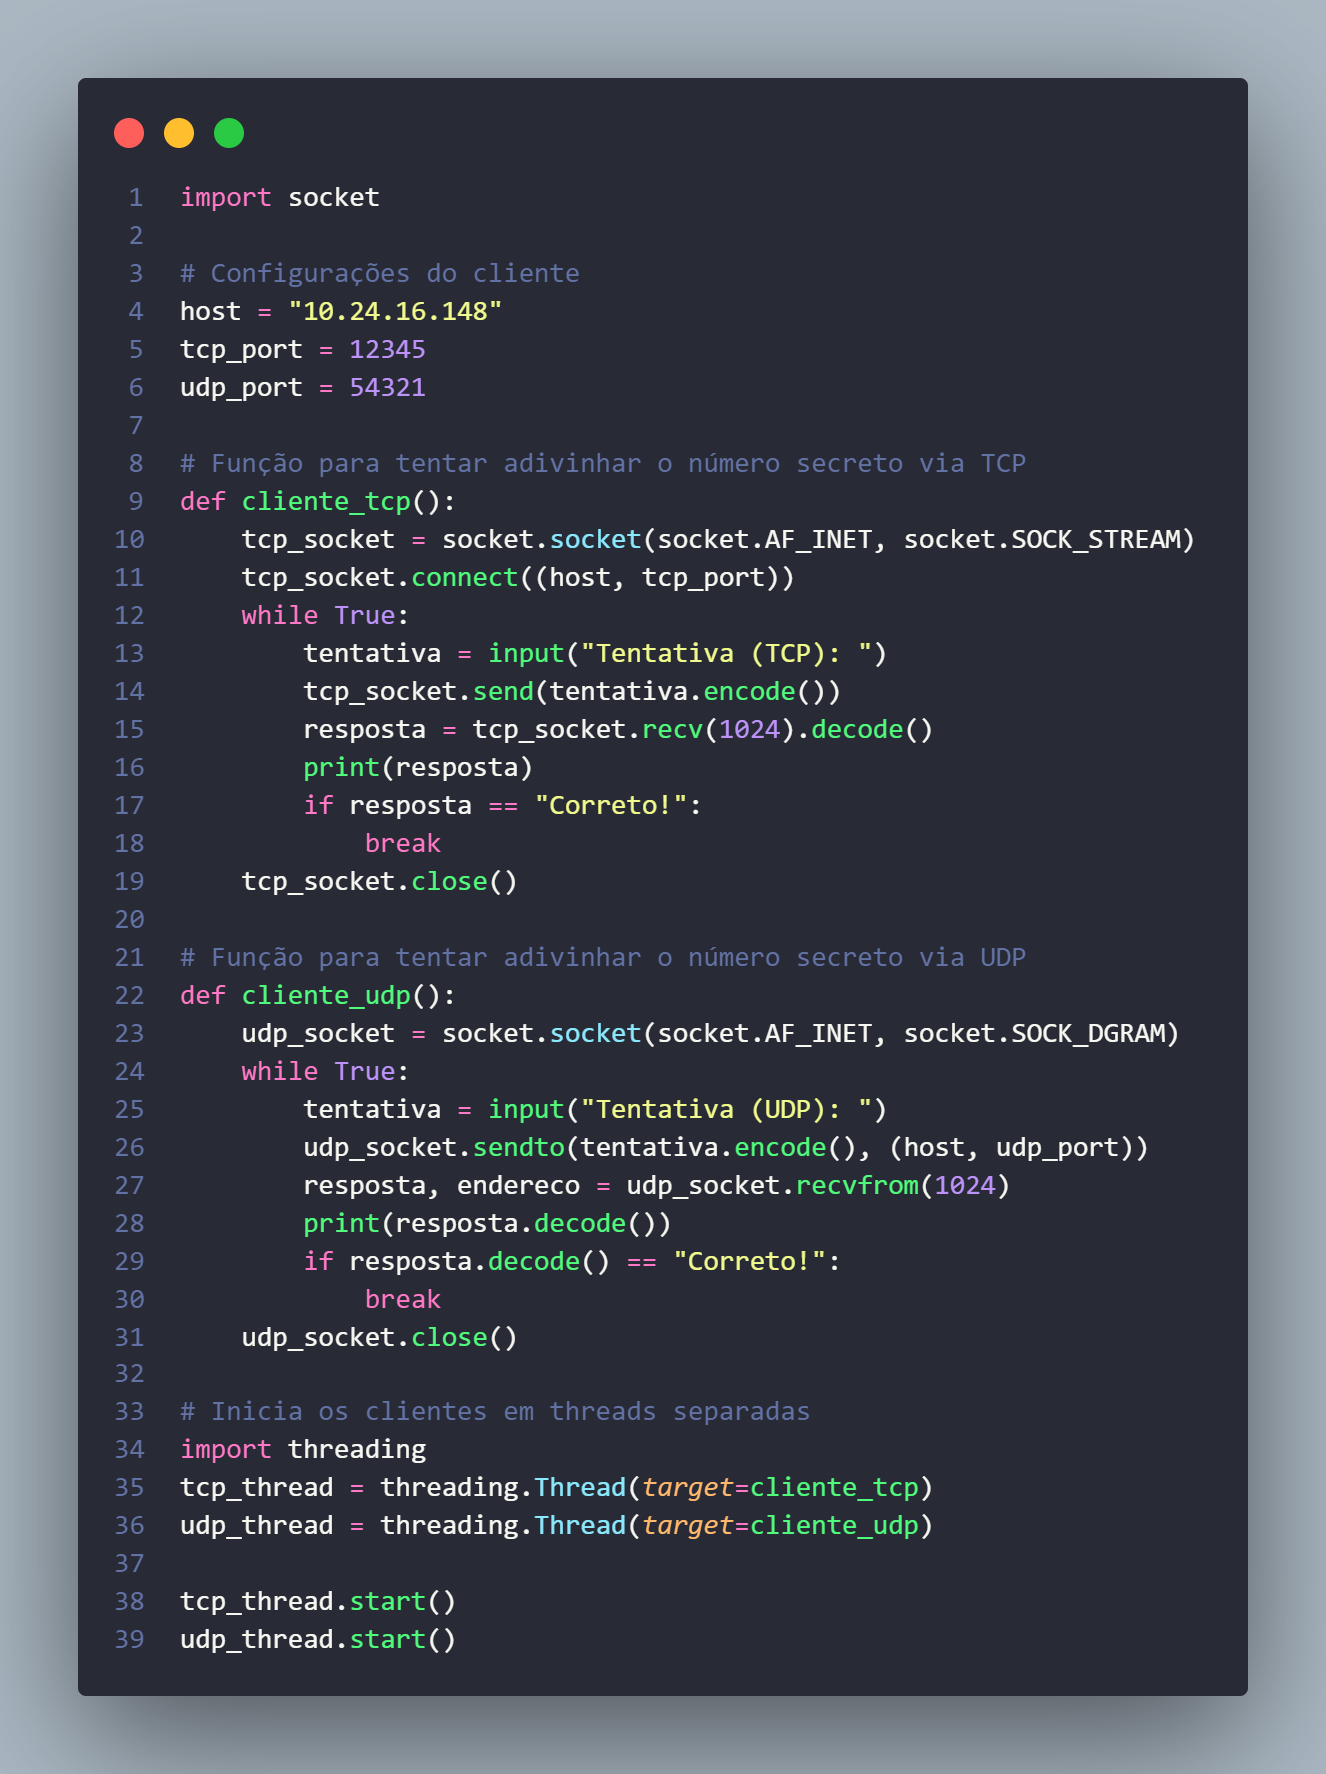 1 import socket
2
3 # Configurações do cliente
4 host = "10.24.16.148"
5 tcp_port = 12345
6 udp_port = 54321
7
8 # Função para tentar adivinhar o número secreto via TCP
9 def cliente_tcp():
10     tcp_socket = socket.socket(socket.AF_INET, socket.SOCK_STREAM)
11     tcp_socket.connect((host, tcp_port))
12     while True:
13         tentativa = input("Tentativa (TCP): ")
14         tcp_socket.send(tentativa.encode())
15         resposta = tcp_socket.recv(1024).decode()
16         print(resposta)
17         if resposta == "Correto!":
18             break
19     tcp_socket.close()
20
21 # Função para tentar adivinhar o número secreto via UDP
22 def cliente_udp():
23     udp_socket = socket.socket(socket.AF_INET, socket.SOCK_DGRAM)
24     while True:
25         tentativa = input("Tentativa (UDP): ")
26         udp_socket.sendto(tentativa.encode(), (host, udp_port))
27         resposta, endereco = udp_socket.recvfrom(1024)
28         print(resposta.decode())
29         if resposta.decode() == "Correto!":
30             break
31     udp_socket.close()
32
33 # Inicia os clientes em threads separadas
34 import threading
35 tcp_thread = threading.Thread(target=cliente_tcp)
36 udp_thread = threading.Thread(target=cliente_udp)
37
38 tcp_thread.start()
39 udp_thread.start()